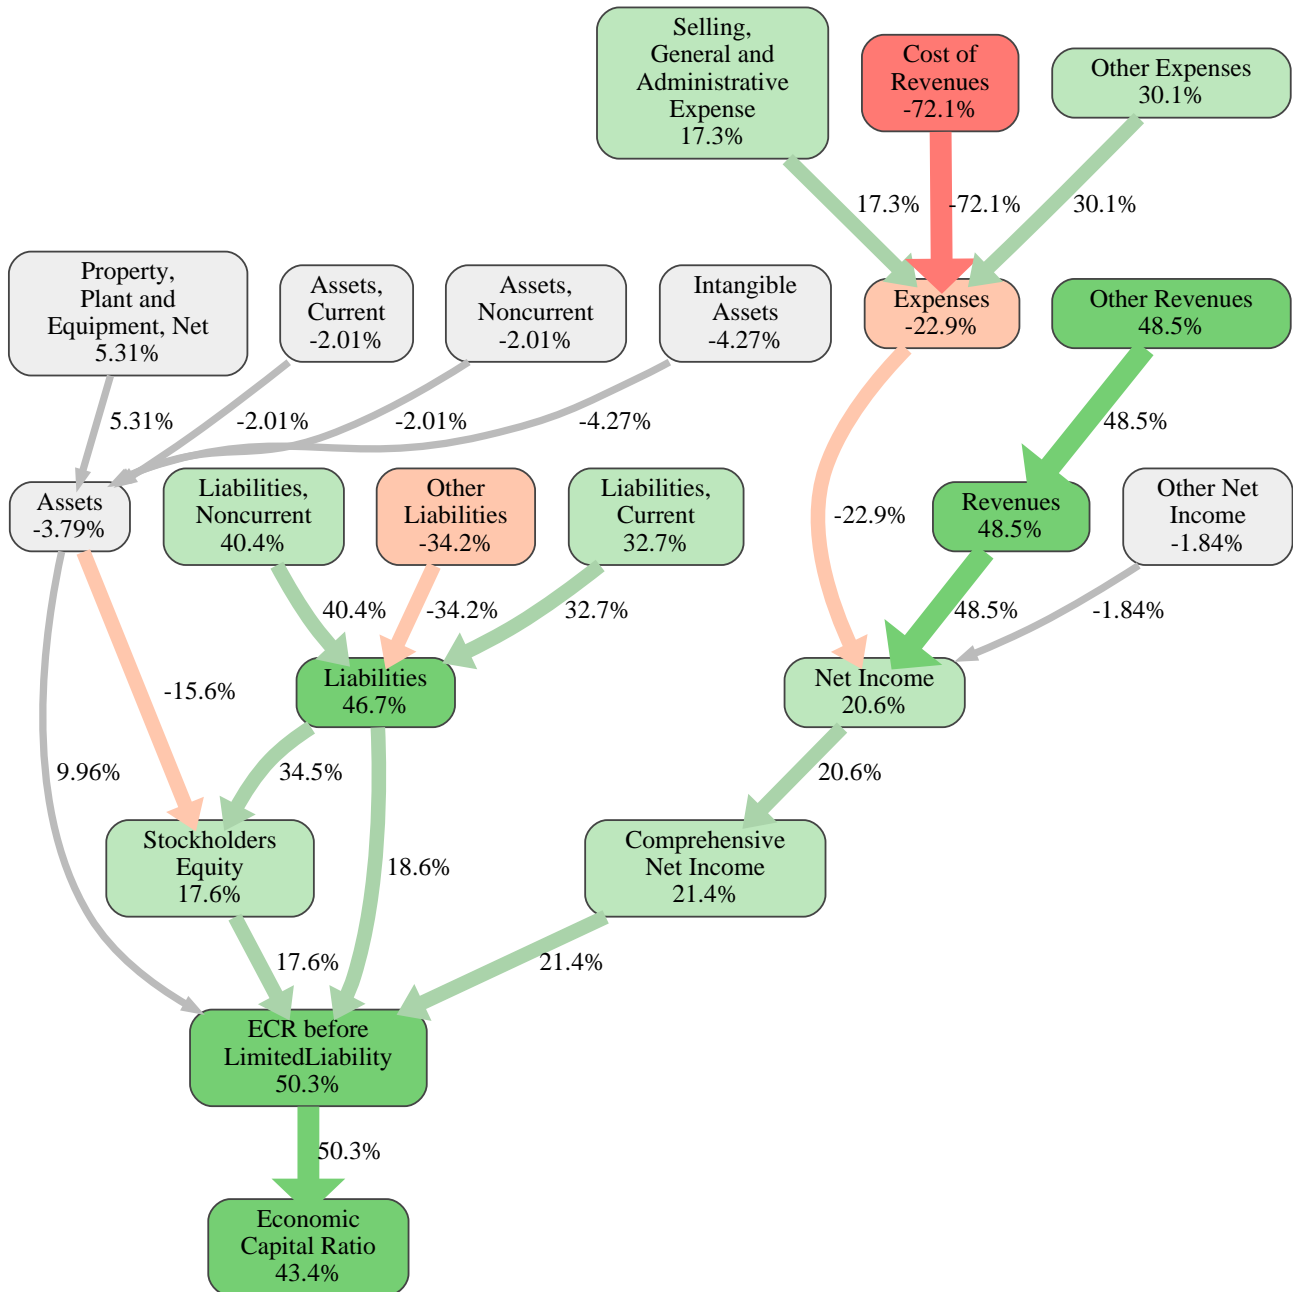 Selling,
General and
Administrative
Expense
17.3%
Cost of
Revenues
-72.1%
Other Expenses
30.1%
17.3%
-72.1%
30.1%
Property,
Plant and
Equipment, Net
5.31%
Assets,
Current
-2.01%
Assets,
Noncurrent
-2.01%
Intangible
Assets
-4.27%
Expenses
-22.9%
Other Revenues
48.5%
5.31%
-2.01%
-2.01%
-4.27%
48.5%
Assets
-3.79%
Liabilities,
Noncurrent
40.4%
Other
Liabilities
-34.2%
Liabilities,
Current
32.7%
-22.9%
Revenues
48.5%
Other Net
Income
-1.84%
40.4%
-34.2%
32.7%
48.5%
-1.84%
-15.6%
Liabilities
46.7%
Net Income
20.6%
9.96%
34.5%
20.6%
Stockholders
Equity
17.6%
18.6%
Comprehensive
Net Income
21.4%
17.6%
21.4%
ECR before
LimitedLiability
50.3%
50.3%
Economic
Capital Ratio
43.4%